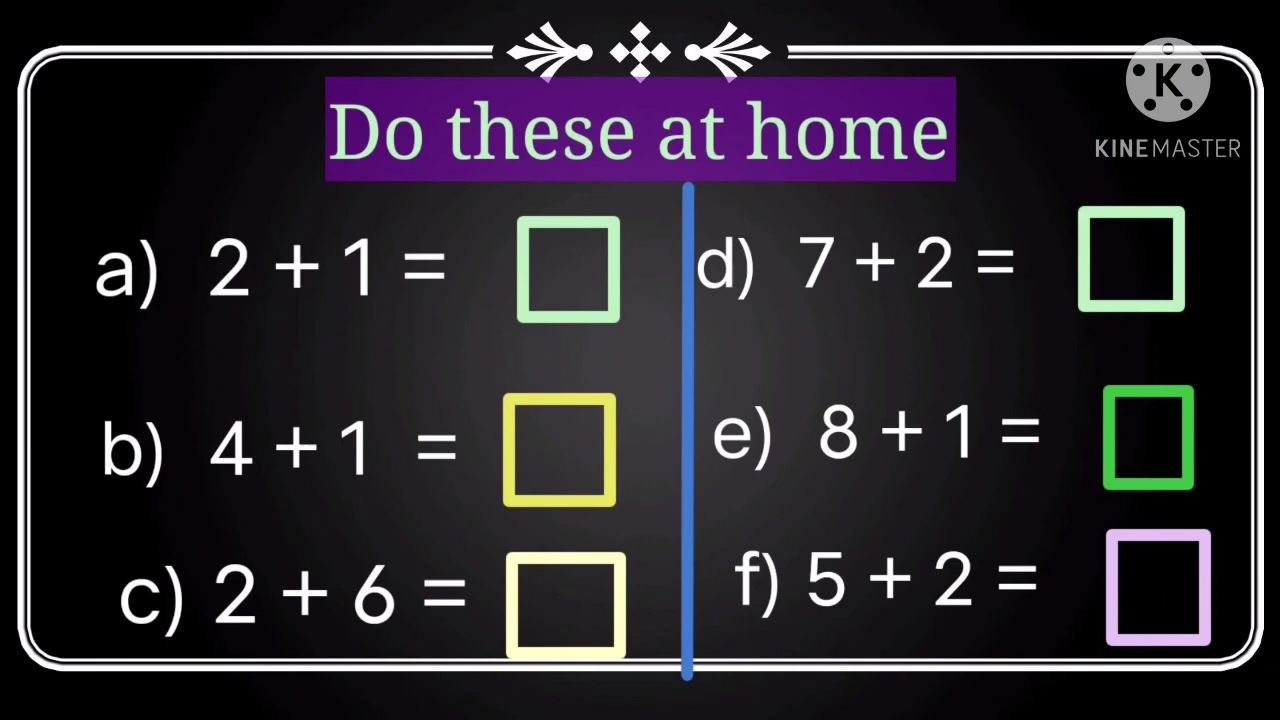 Do these at home
KINEMASTER
a) 2 + 1 =
b) 4 + 1 =
c) 2 + 6 =
d) 7 + 2 =
e) 8 + 1 =
f) 5 + 2 =